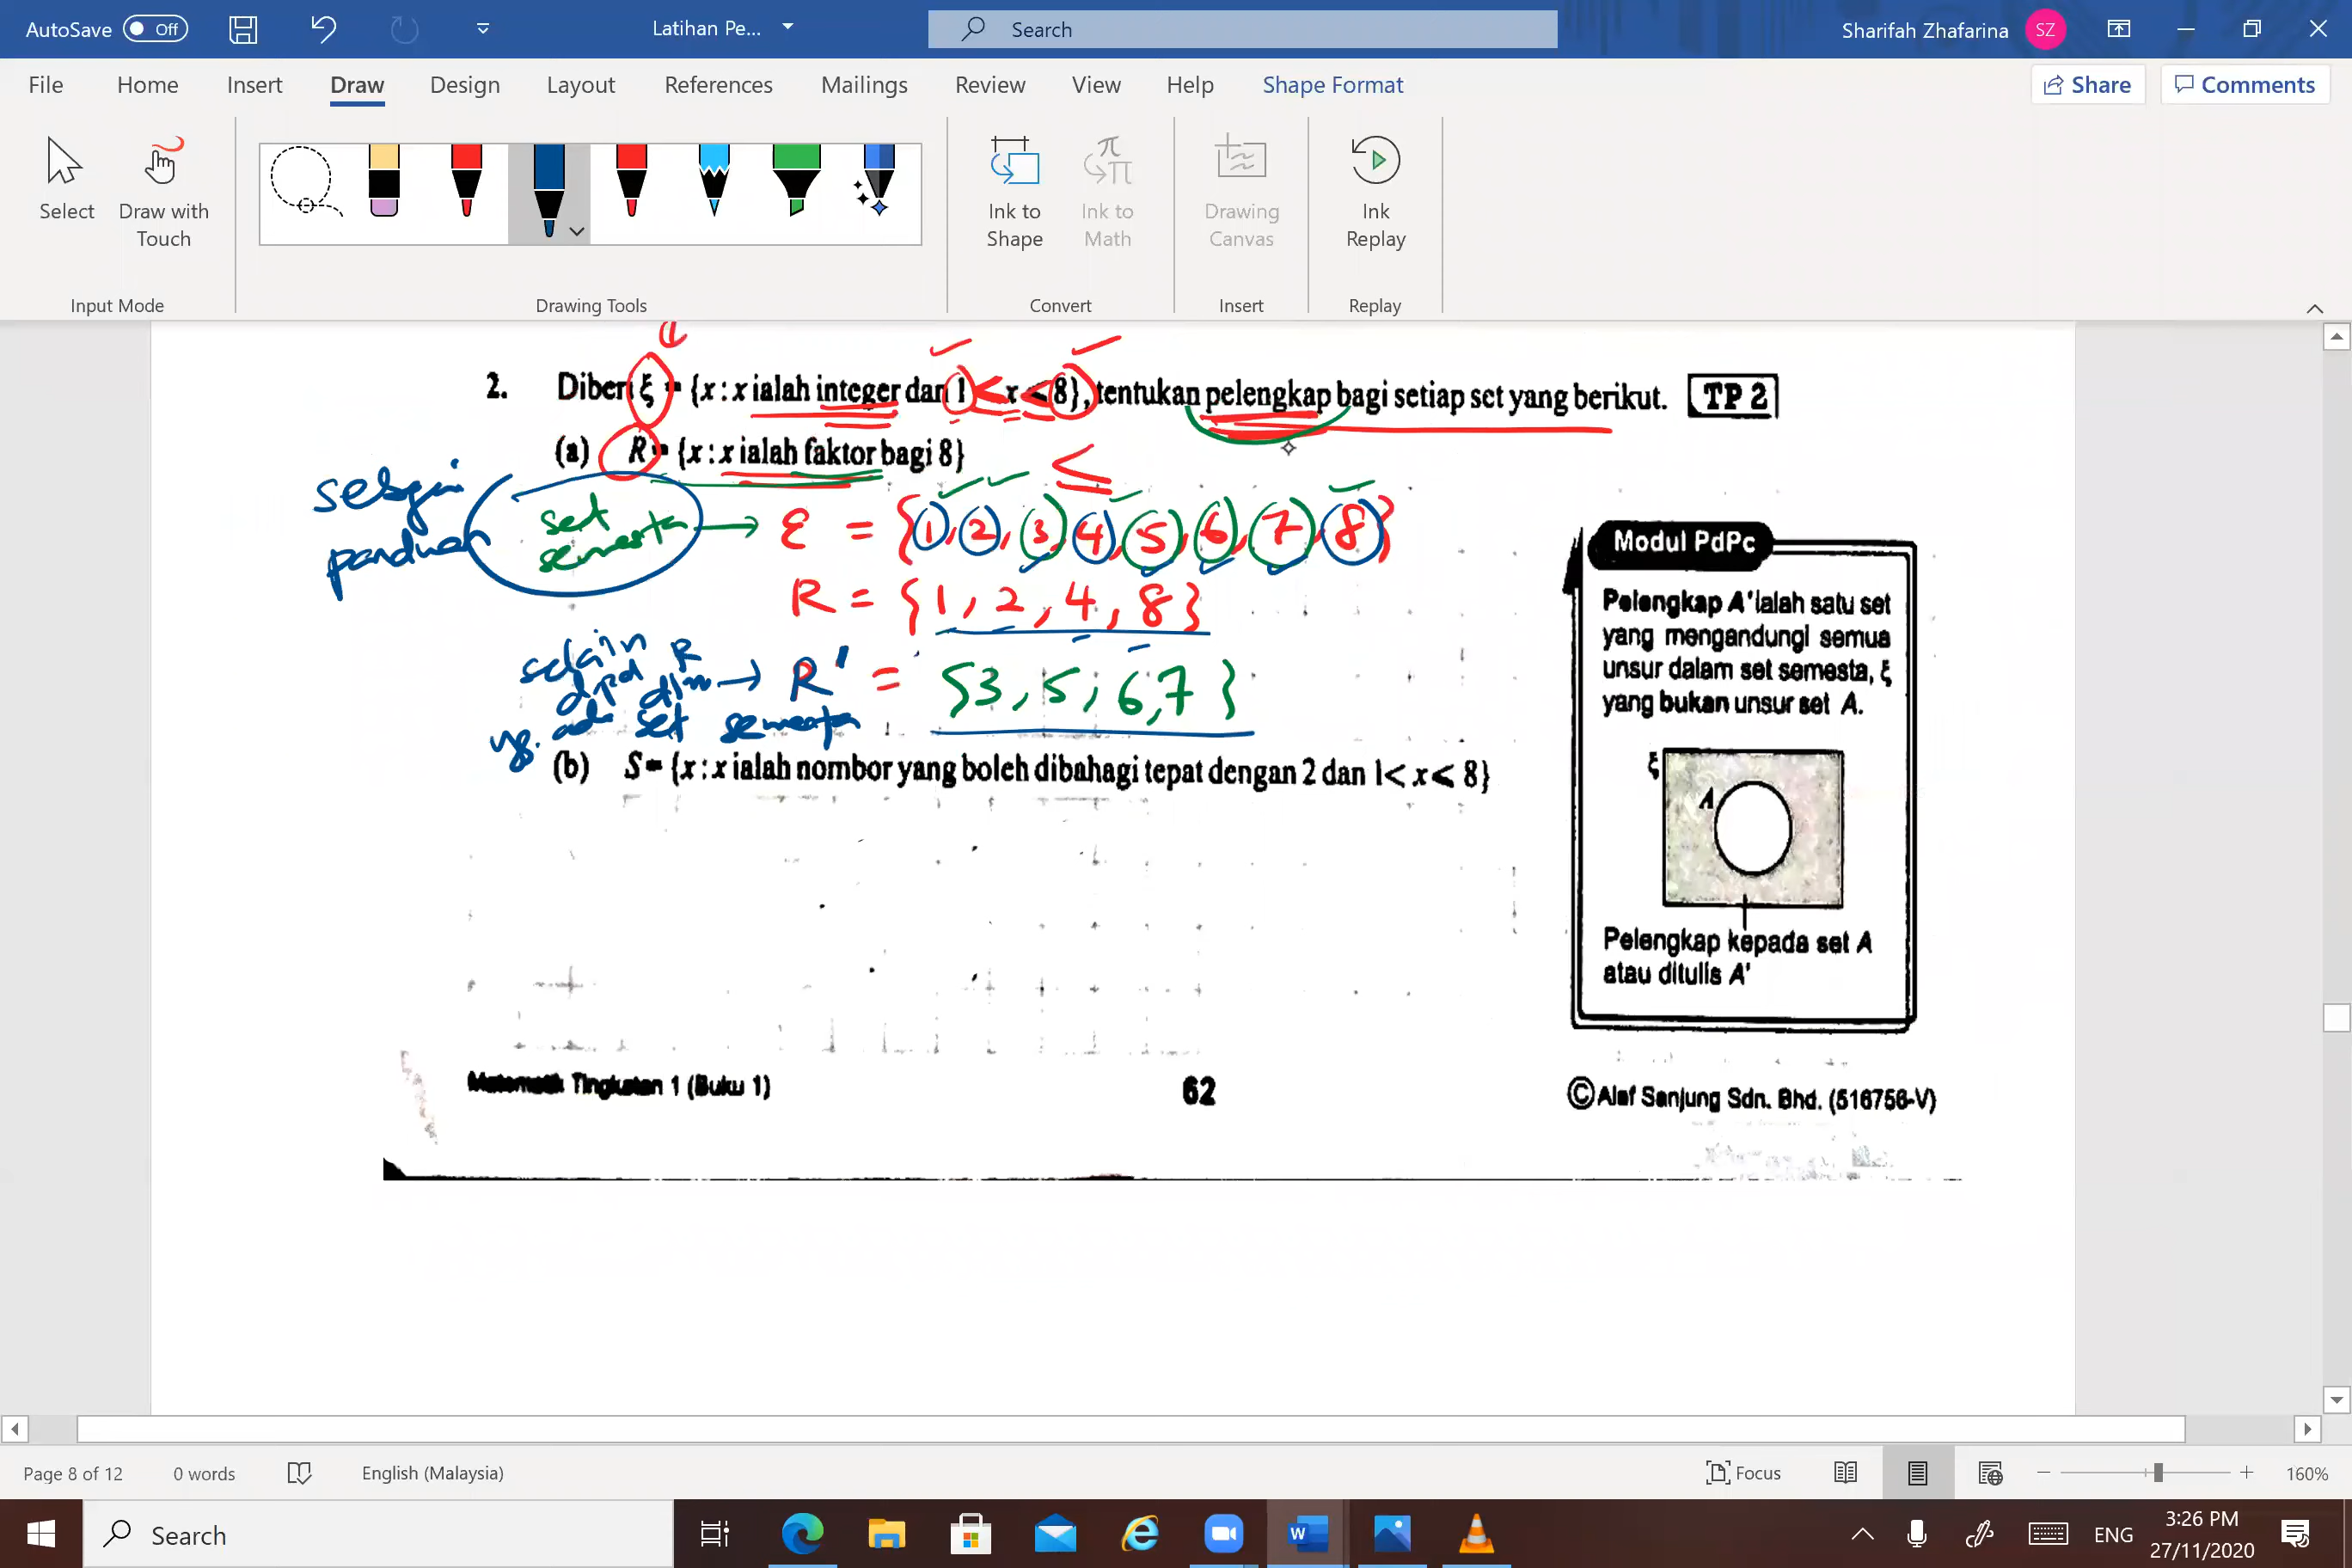 AutoSave Off Latihan Pe... Search Sharifah Zhafarina SZ
File Home Insert Draw Design Layout References Mailings Review View Help Shape Format Share Comments
Select Draw with Touch Ink to Shape Ink to Math Drawing Canvas Ink Replay
Input Mode Drawing Tools Convert Insert Replay
2. Diberi ξ = {x : x ialah integer dan 1 < x < 8}, tentukan pelengkap bagi setiap set yang berikut. TP 2
(a) R = {x : x ialah faktor bagi 8}
≤
sebgai panduan
set semesta → ξ = {1, 2, 3, 4, 5, 6, 7, 8}
R = {1, 2, 4, 8}
selain R
dpd dlm → R' = {3, 5, 6, 7}
yg. ada set semesta
(b) S = {x : x ialah nombor yang boleh dibahagi tepat dengan 2 dan 1 < x < 8}
Modul PdPc
Pelengkap A' ialah satu set
yang mengandungi semua
unsur dalam set semesta, ξ
yang bukan unsur set A.
ξ
A
Pelengkap kepada set A
atau ditulis A'
Matematik Tingkatan 1 (Buku 1) 62 © Alaf Sanjung Sdn. Bhd. (516756-V)
Page 8 of 12 0 words English (Malaysia) Focus 160%
Search ENG 3:26 PM
27/11/2020